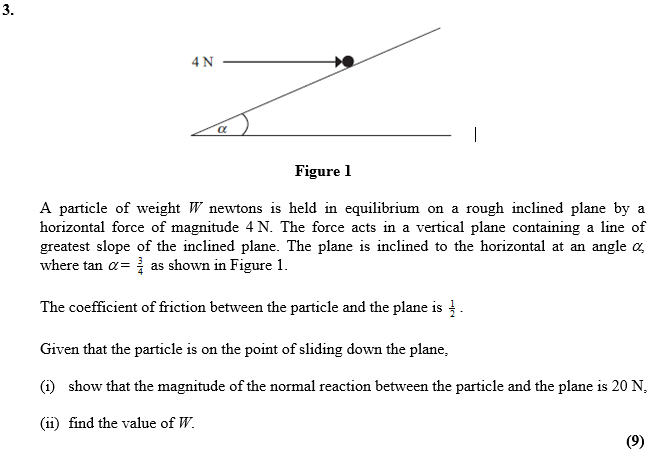 3.
4 N
α
Figure 1
A particle of weight W newtons is held in equilibrium on a rough inclined plane by a
horizontal force of magnitude 4 N. The force acts in a vertical plane containing a line of
greatest slope of the inclined plane. The plane is inclined to the horizontal at an angle α,
where tan α = 3/4 as shown in Figure 1.
The coefficient of friction between the particle and the plane is 1/2 .
Given that the particle is on the point of sliding down the plane,
(i) show that the magnitude of the normal reaction between the particle and the plane is 20 N,
(ii) find the value of W.
(9)